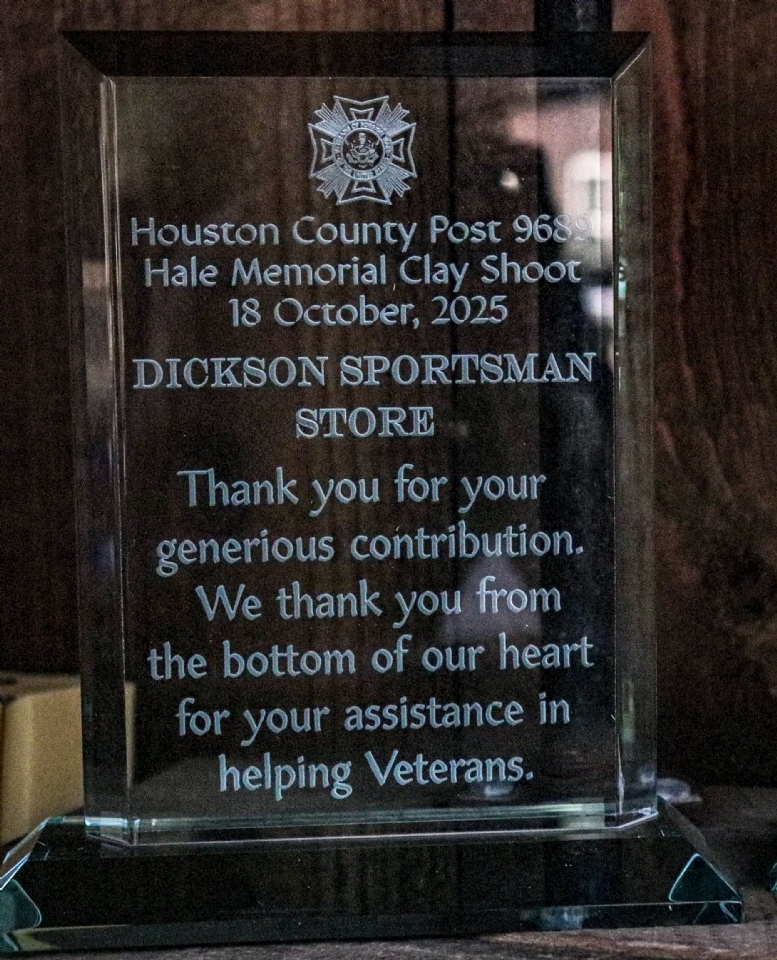 Houston County Post 9689
Hale Memorial Clay Shoot
18 October, 2025
DICKSON SPORTSMAN
STORE
Thank you for your
generious contribution.
We thank you from
the bottom of our heart
for your assistance in
helping Veterans.